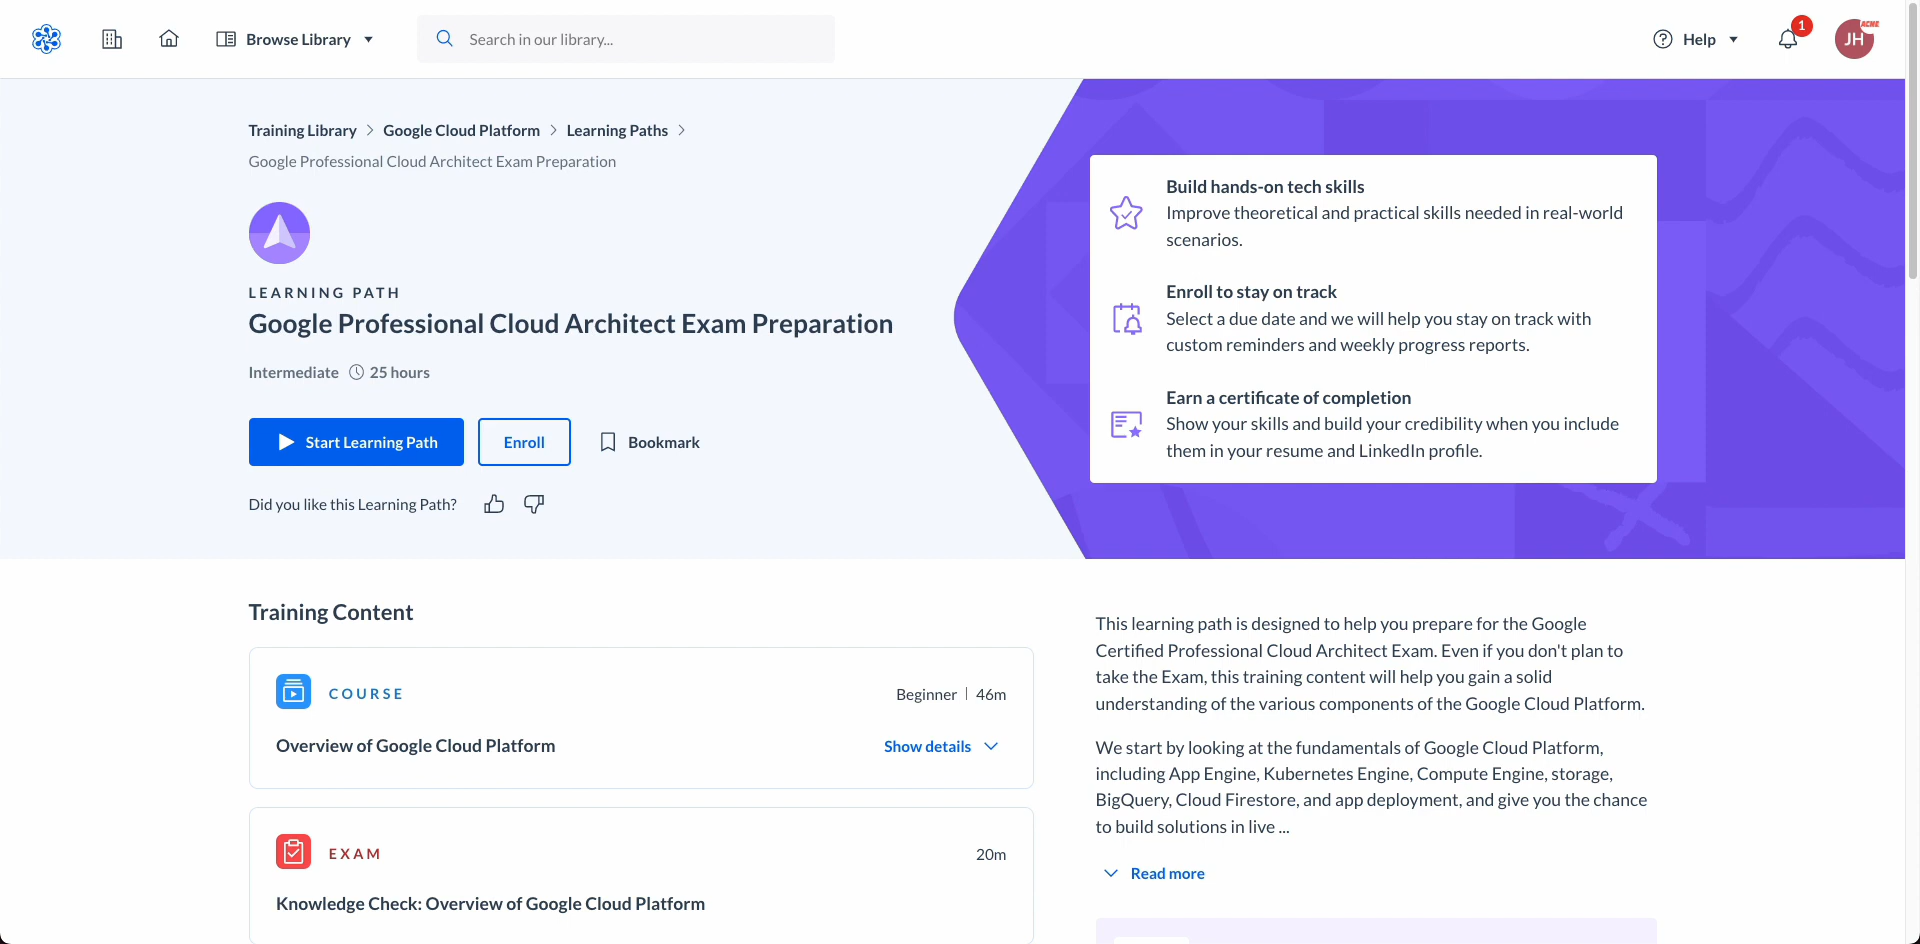 Browse Library
Search in our library...
Help
1
JH
ACME
Training Library > Google Cloud Platform > Learning Paths >
Google Professional Cloud Architect Exam Preparation
LEARNING PATH
Google Professional Cloud Architect Exam Preparation
Intermediate 25 hours
Start Learning Path
Enroll
Bookmark
Did you like this Learning Path?
Build hands-on tech skills
Improve theoretical and practical skills needed in real-world
scenarios.
Enroll to stay on track
Select a due date and we will help you stay on track with
custom reminders and weekly progress reports.
Earn a certificate of completion
Show your skills and build your credibility when you include
them in your resume and LinkedIn profile.
Training Content
COURSE
Beginner | 46m
Overview of Google Cloud Platform
Show details
EXAM
20m
Knowledge Check: Overview of Google Cloud Platform
This learning path is designed to help you prepare for the Google
Certified Professional Cloud Architect Exam. Even if you don't plan to
take the Exam, this training content will help you gain a solid
understanding of the various components of the Google Cloud Platform.
We start by looking at the fundamentals of Google Cloud Platform,
including App Engine, Kubernetes Engine, Compute Engine, storage,
BigQuery, Cloud Firestore, and app deployment, and give you the chance
to build solutions in live ...
Read more